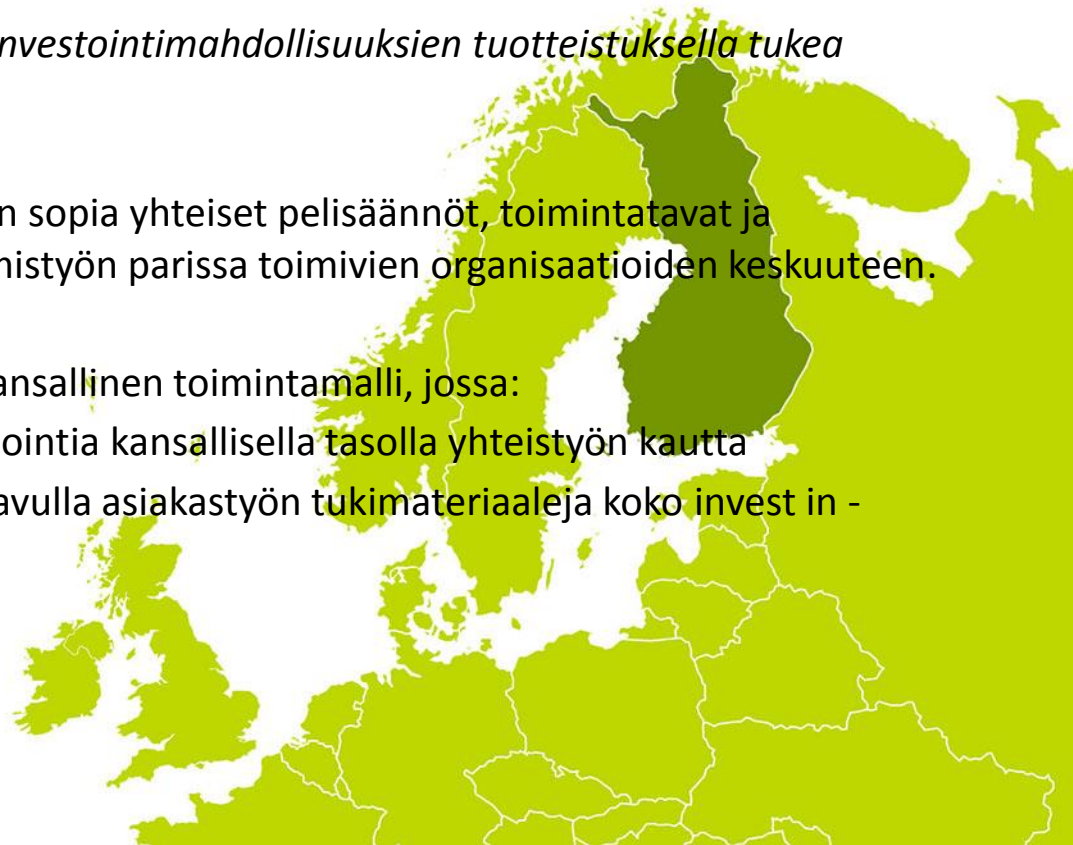 nvestointimahdollisuuksien tuotteistuksella tukea
n sopia yhteiset pelisäännöt, toimintatavat ja
nistyön parissa toimivien organisaatioiden keskuuteen.
ansallinen toimintamalli, jossa:
ointia kansallisella tasolla yhteistyön kautta
avulla asiakastyön tukimateriaaleja koko invest in -